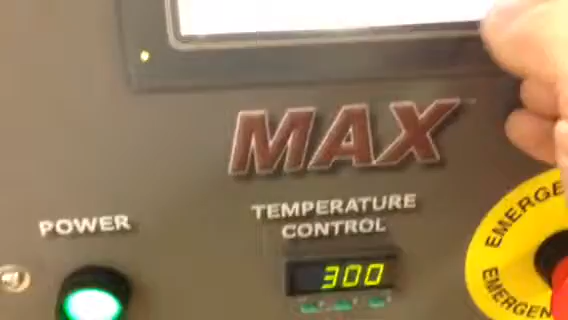 MAX
TEMPERATURE
CONTROL
POWER
300
EMERGE
EMERGEN